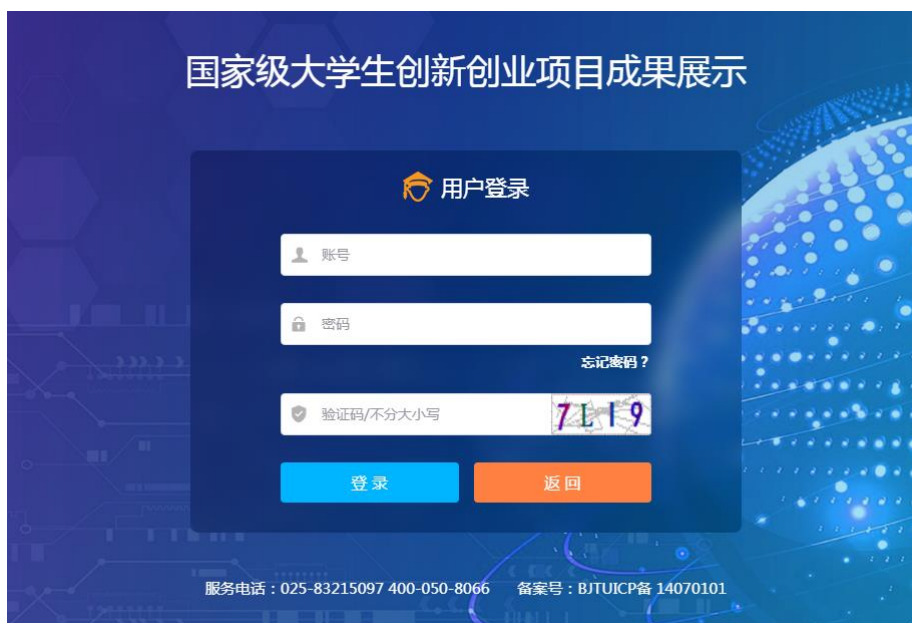 国家级大学生创新创业项目成果展示
用户登录
账号
密码
忘记密码？
验证码/不分大小写
7L19
登录
返回
服务电话：025-83215097 400-050-8066 备案号：BJTUICP备 14070101